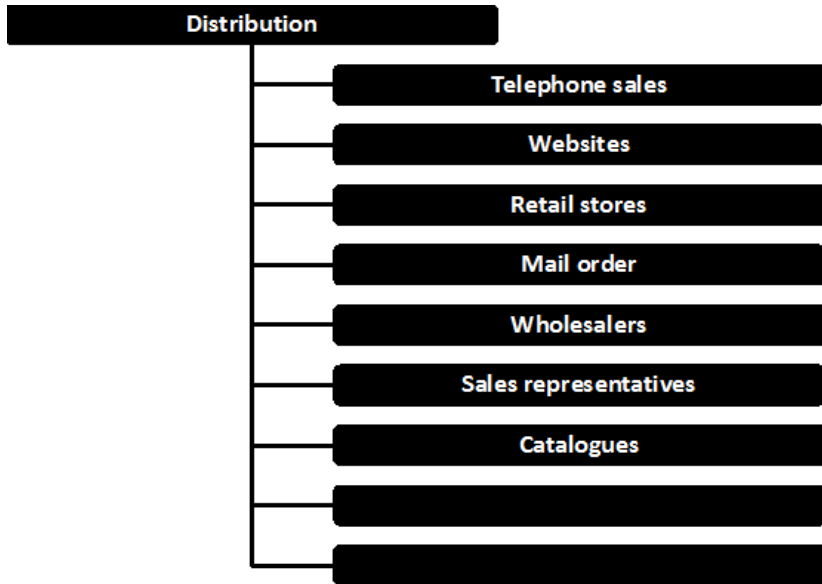 Distribution
Telephone sales
Websites
Retail stores
Mail order
Wholesalers
Sales representatives
Catalogues